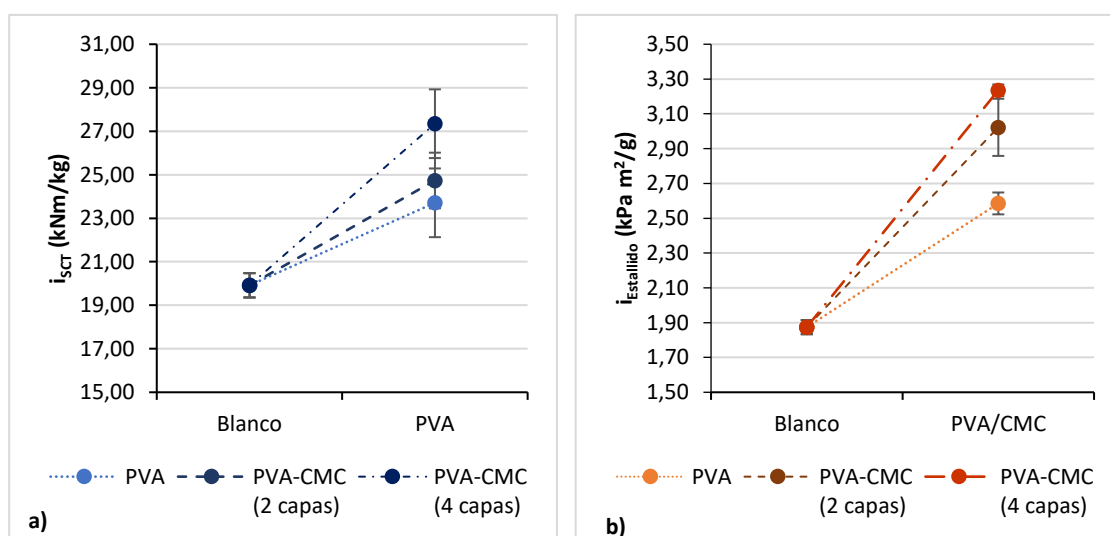 31,00
29,00
27,00
25,00
23,00
21,00
19,00
17,00
15,00
iSCT (kNm/kg)
Blanco
PVA
PVA
PVA-CMC
(2 capas)
PVA-CMC
(4 capas)
a)
3,50
3,30
3,10
2,90
2,70
2,50
2,30
2,10
1,90
1,70
1,50
iEstallido (kPa m²/g)
Blanco
PVA/CMC
PVA
PVA-CMC
(2 capas)
PVA-CMC
(4 capas)
b)